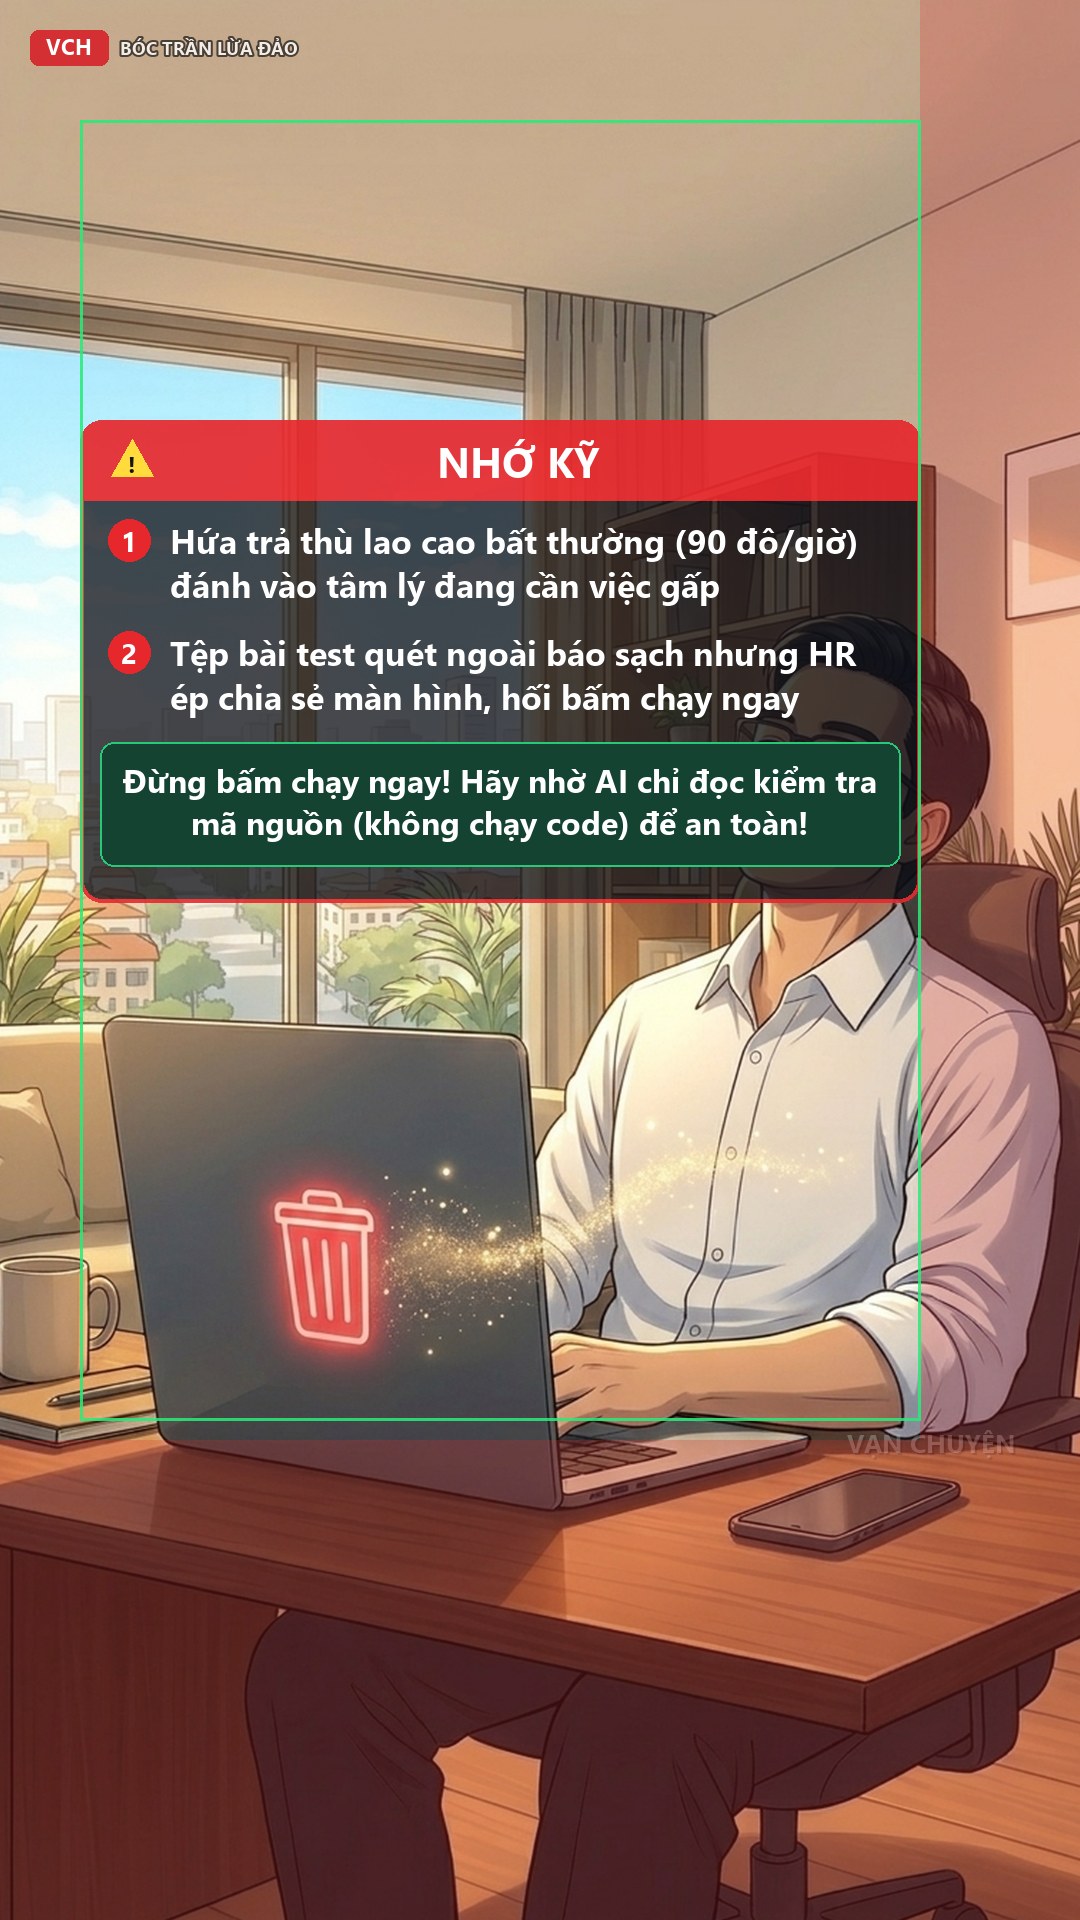 VCH BÓC TRẦN LỪA ĐẢO
! NHỚ KỸ
1 Hứa trả thù lao cao bất thường (90 đô/giờ)
đánh vào tâm lý đang cần việc gấp
2 Tệp bài test quét ngoài báo sạch nhưng HR
ép chia sẻ màn hình, hối bấm chạy ngay
Đừng bấm chạy ngay! Hãy nhờ AI chỉ đọc kiểm tra
mã nguồn (không chạy code) để an toàn!
VẠN CHUYỆN